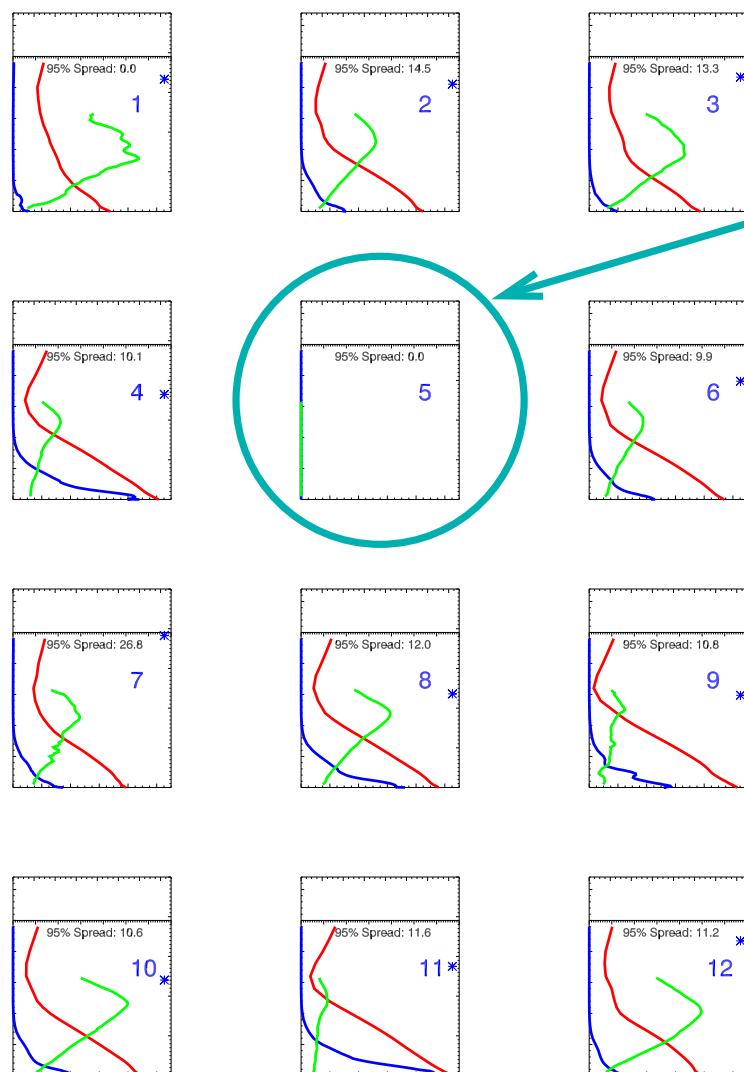 95% Spread: 0.0
1
95% Spread: 14.5
2
95% Spread: 13.3
3
95% Spread: 10.1
4
95% Spread: 0.0
5
95% Spread: 9.9
6
95% Spread: 26.8
7
95% Spread: 12.0
8
95% Spread: 10.8
9
95% Spread: 10.6
10
95% Spread: 11.6
11
95% Spread: 11.2
12